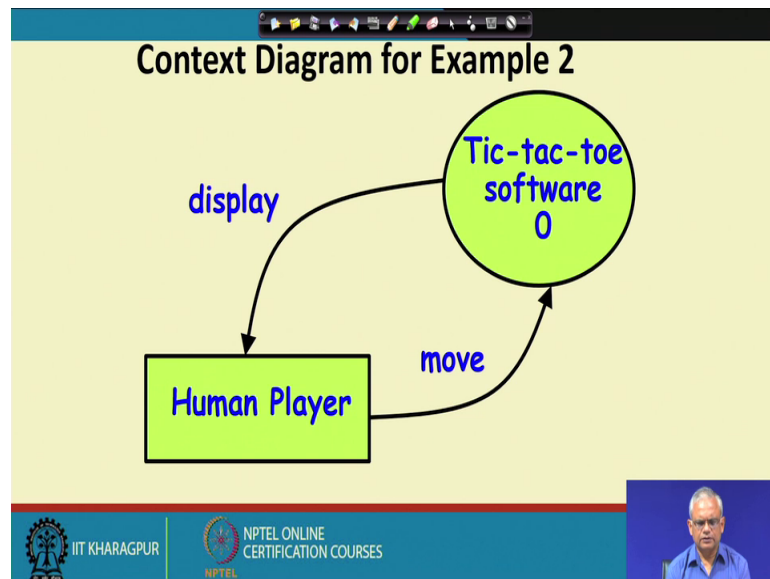 Context Diagram for Example 2
Tic-tac-toe
software
0
display
move
Human Player
IIT KHARAGPUR
NPTEL
NPTEL ONLINE
CERTIFICATION COURSES